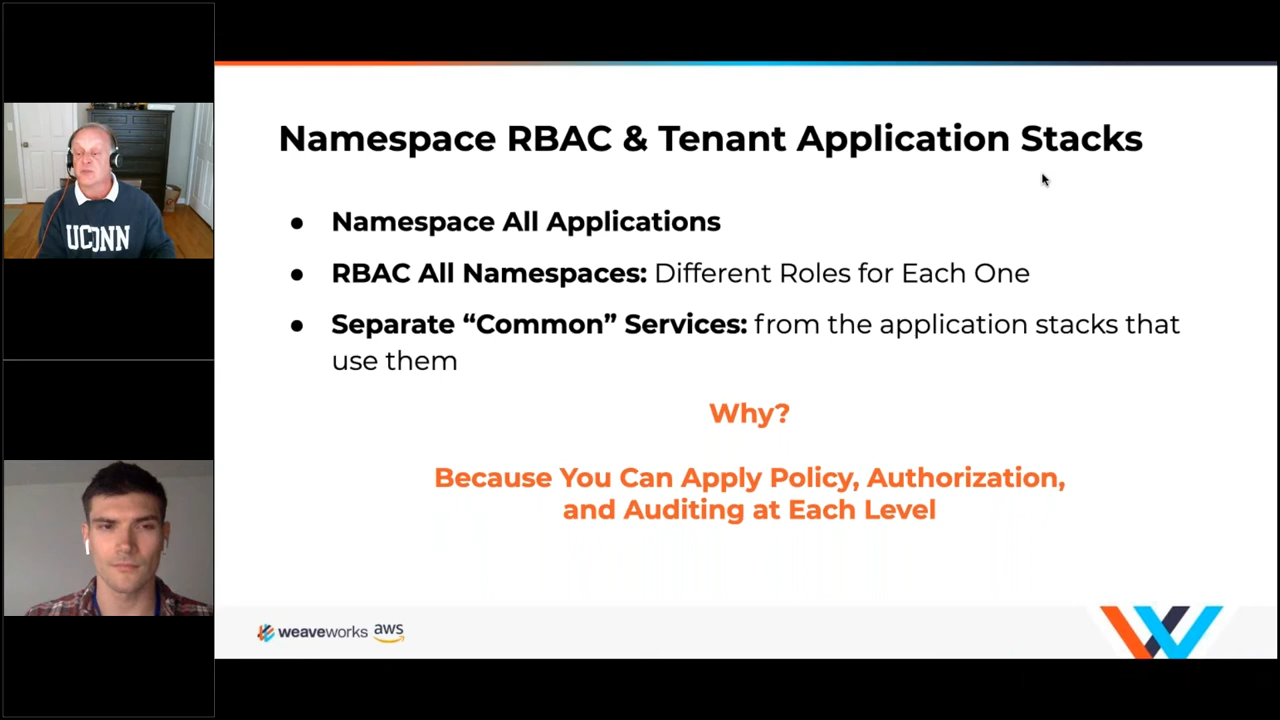 Namespace RBAC & Tenant Application Stacks
● Namespace All Applications
● RBAC All Namespaces: Different Roles for Each One
● Separate “Common” Services: from the application stacks that
use them
Why?
Because You Can Apply Policy, Authorization,
and Auditing at Each Level
weaveworks aws
UCONN